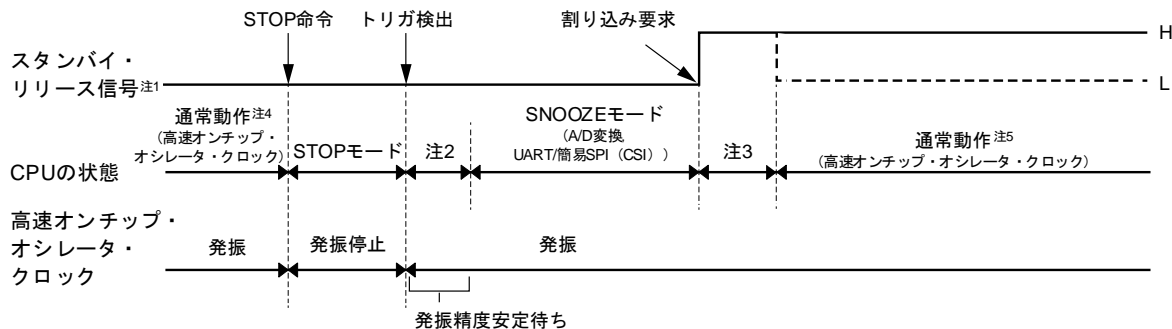 STOP命令 トリガ検出 割り込み要求
スタンバイ・
リリース信号注1
H
L
通常動作注4
(高速オンチップ・
オシレータ・クロック)
STOPモード
注2
SNOOZEモード
(A/D変換,
UART/簡易SPI（CSI）)
注3
通常動作注5
(高速オンチップ・オシレータ・クロック)
CPUの状態
高速オンチップ・
オシレータ・
クロック
発振 発振停止 発振
発振精度安定待ち